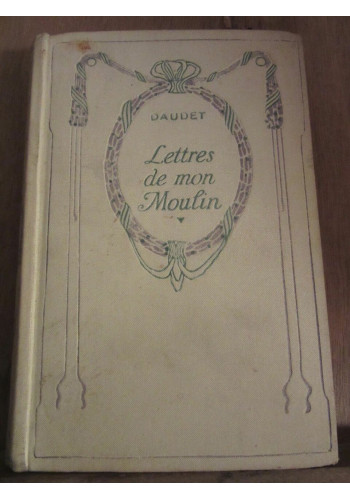 DAUDET
Lettres
de mon
Moulin